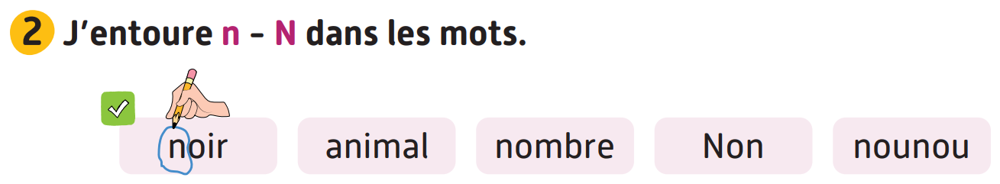 2 J'entoure n - N dans les mots.
noir animal nombre Non nounou